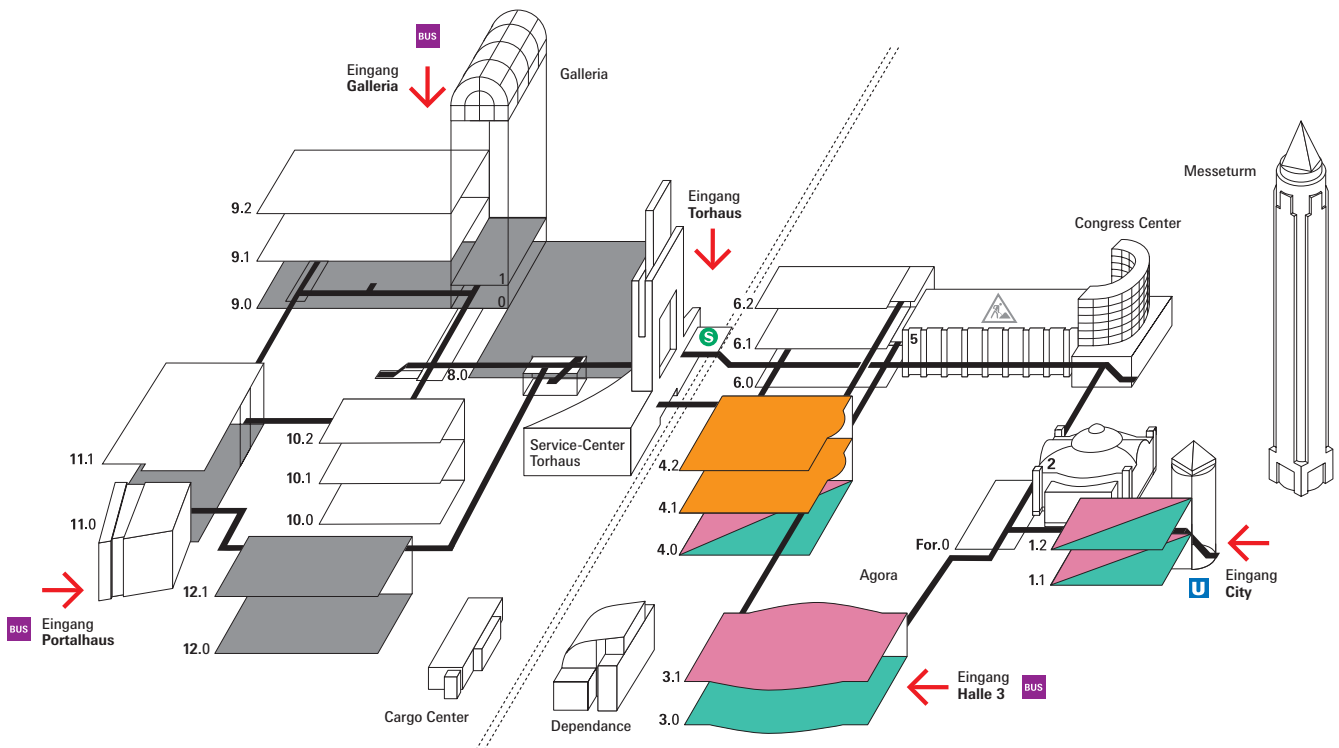 BUS
Eingang
Galleria
Galleria
Messeturm
Eingang
Torhaus
Congress Center
9.2
9.1
9.0
1
0
8.0
S
6.2
6.1
6.0
5
Service-Center
Torhaus
4
11.1
11.0
10.2
10.1
10.0
4.2
4.1
4.0
2
For.0
1.2
1.1
U
Eingang
City
Agora
12.1
12.0
BUS
Eingang
Portalhaus
Cargo Center
Dependance
3.1
3.0
Eingang
Halle 3
BUS